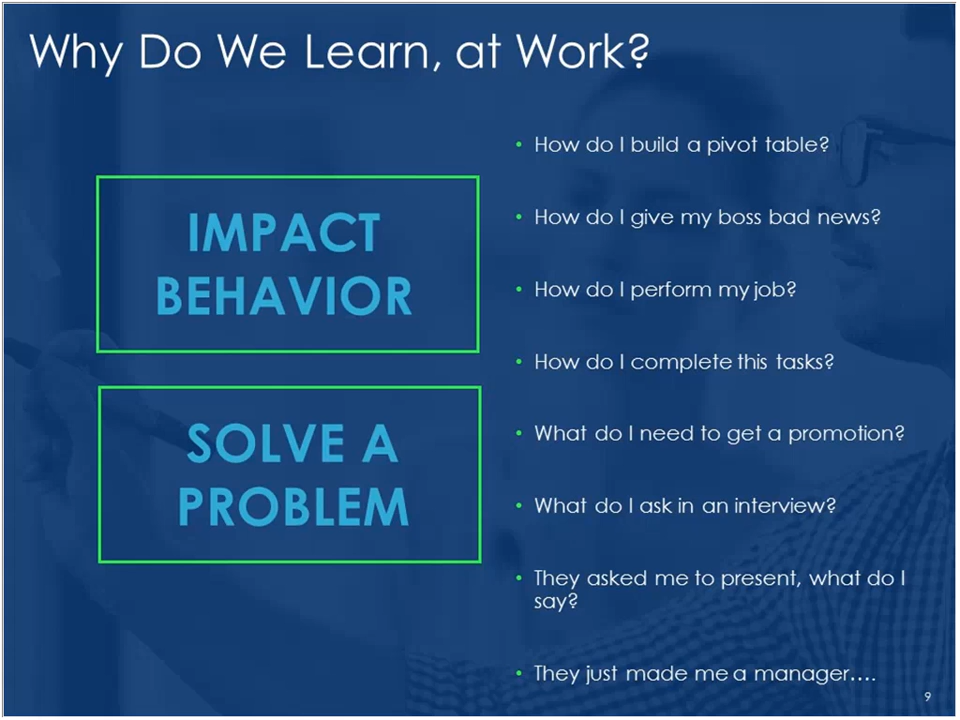 Why Do We Learn, at Work?
IMPACT
BEHAVIOR
SOLVE A
PROBLEM
• How do I build a pivot table?
• How do I give my boss bad news?
• How do I perform my job?
• How do I complete this tasks?
• What do I need to get a promotion?
• What do I ask in an interview?
• They asked me to present, what do I
say?
• They just made me a manager....
9